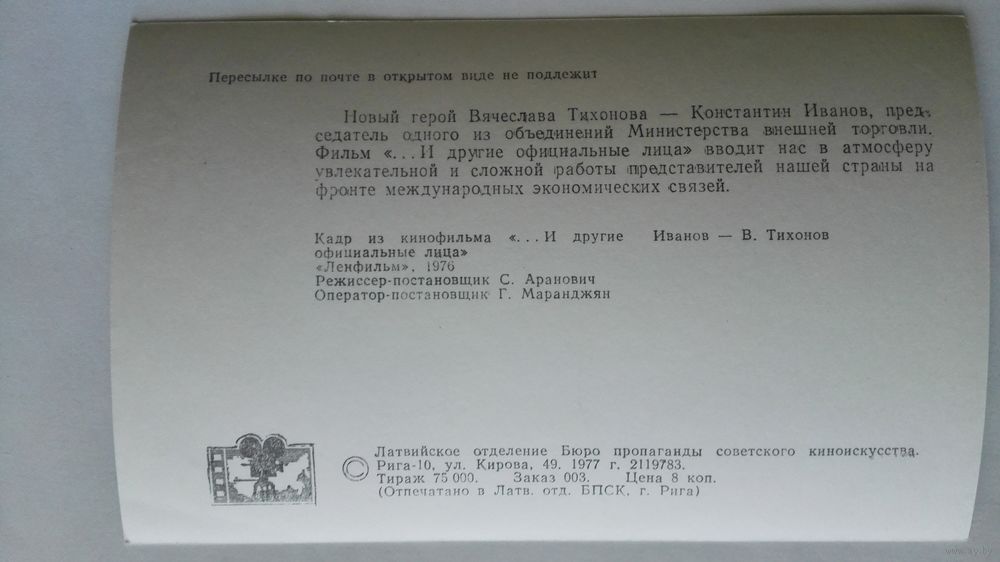 Пересылке по почте в открытом виде не подлежит
Новый герой Вячеслава Тихонова — Константин Иванов, пред-
седатель одного из объединений Министерства внешней торговли.
Фильм «...И другие официальные лица» вводит нас в атмосферу
увлекательной и сложной работы представителей нашей страны на
фронте международных экономических связей.
Кадр из кинофильма «...И другие
официальные лица»
«Ленфильм», 1976
Режиссер-постановщик С. Аранович
Оператор-постановщик Г. Маранджян
Иванов — В. Тихонов
© Латвийское отделение Бюро пропаганды советского киноискусства.
Рига-10, ул. Кирова, 49. 1977 г. 2119783.
Тираж 75 000. Заказ 003. Цена 8 коп.
(Отпечатано в Латв. отд. БПСК, г. Рига)
www.ay.by